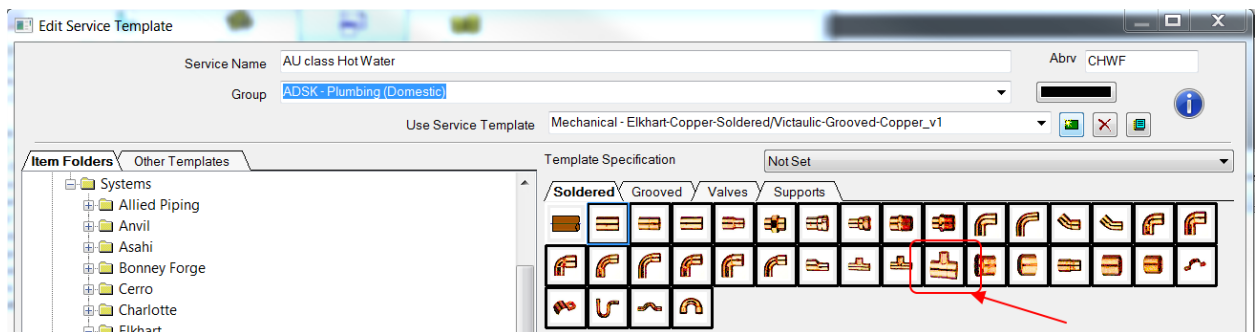 Edit Service Template
Service Name AU class Hot Water Abrv CHWF
Group ADSK - Plumbing (Domestic)
Use Service Template Mechanical - Elkhart-Copper-Soldered/Victaulic-Grooved-Copper_v1
Item Folders Other Templates
Template Specification Not Set
Soldered Grooved Valves Supports
Systems
Allied Piping
Anvil
Asahi
Bonney Forge
Cerro
Charlotte
Elkhart